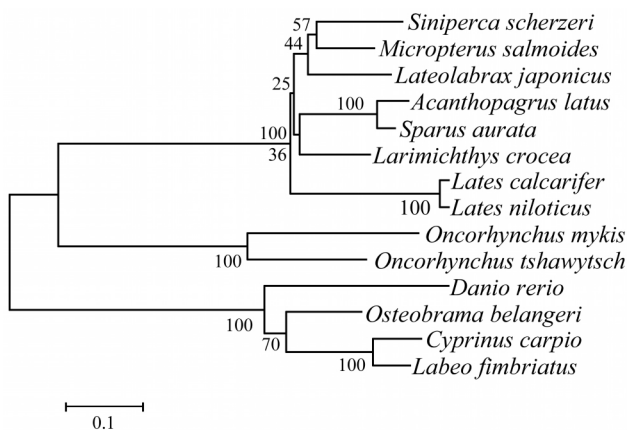 57
Siniperca scherzeri
44
Micropterus salmoides
Lateolabrax japonicus
25
100
Acanthopagrus latus
Sparus aurata
100
36
Larimichthys crocea
Lates calcarifer
100
Lates niloticus
Oncorhynchus mykis
100
Oncorhynchus tshawytsch
Danio rerio
100
Osteobrama belangeri
70
Cyprinus carpio
100
Labeo fimbriatus
0.1